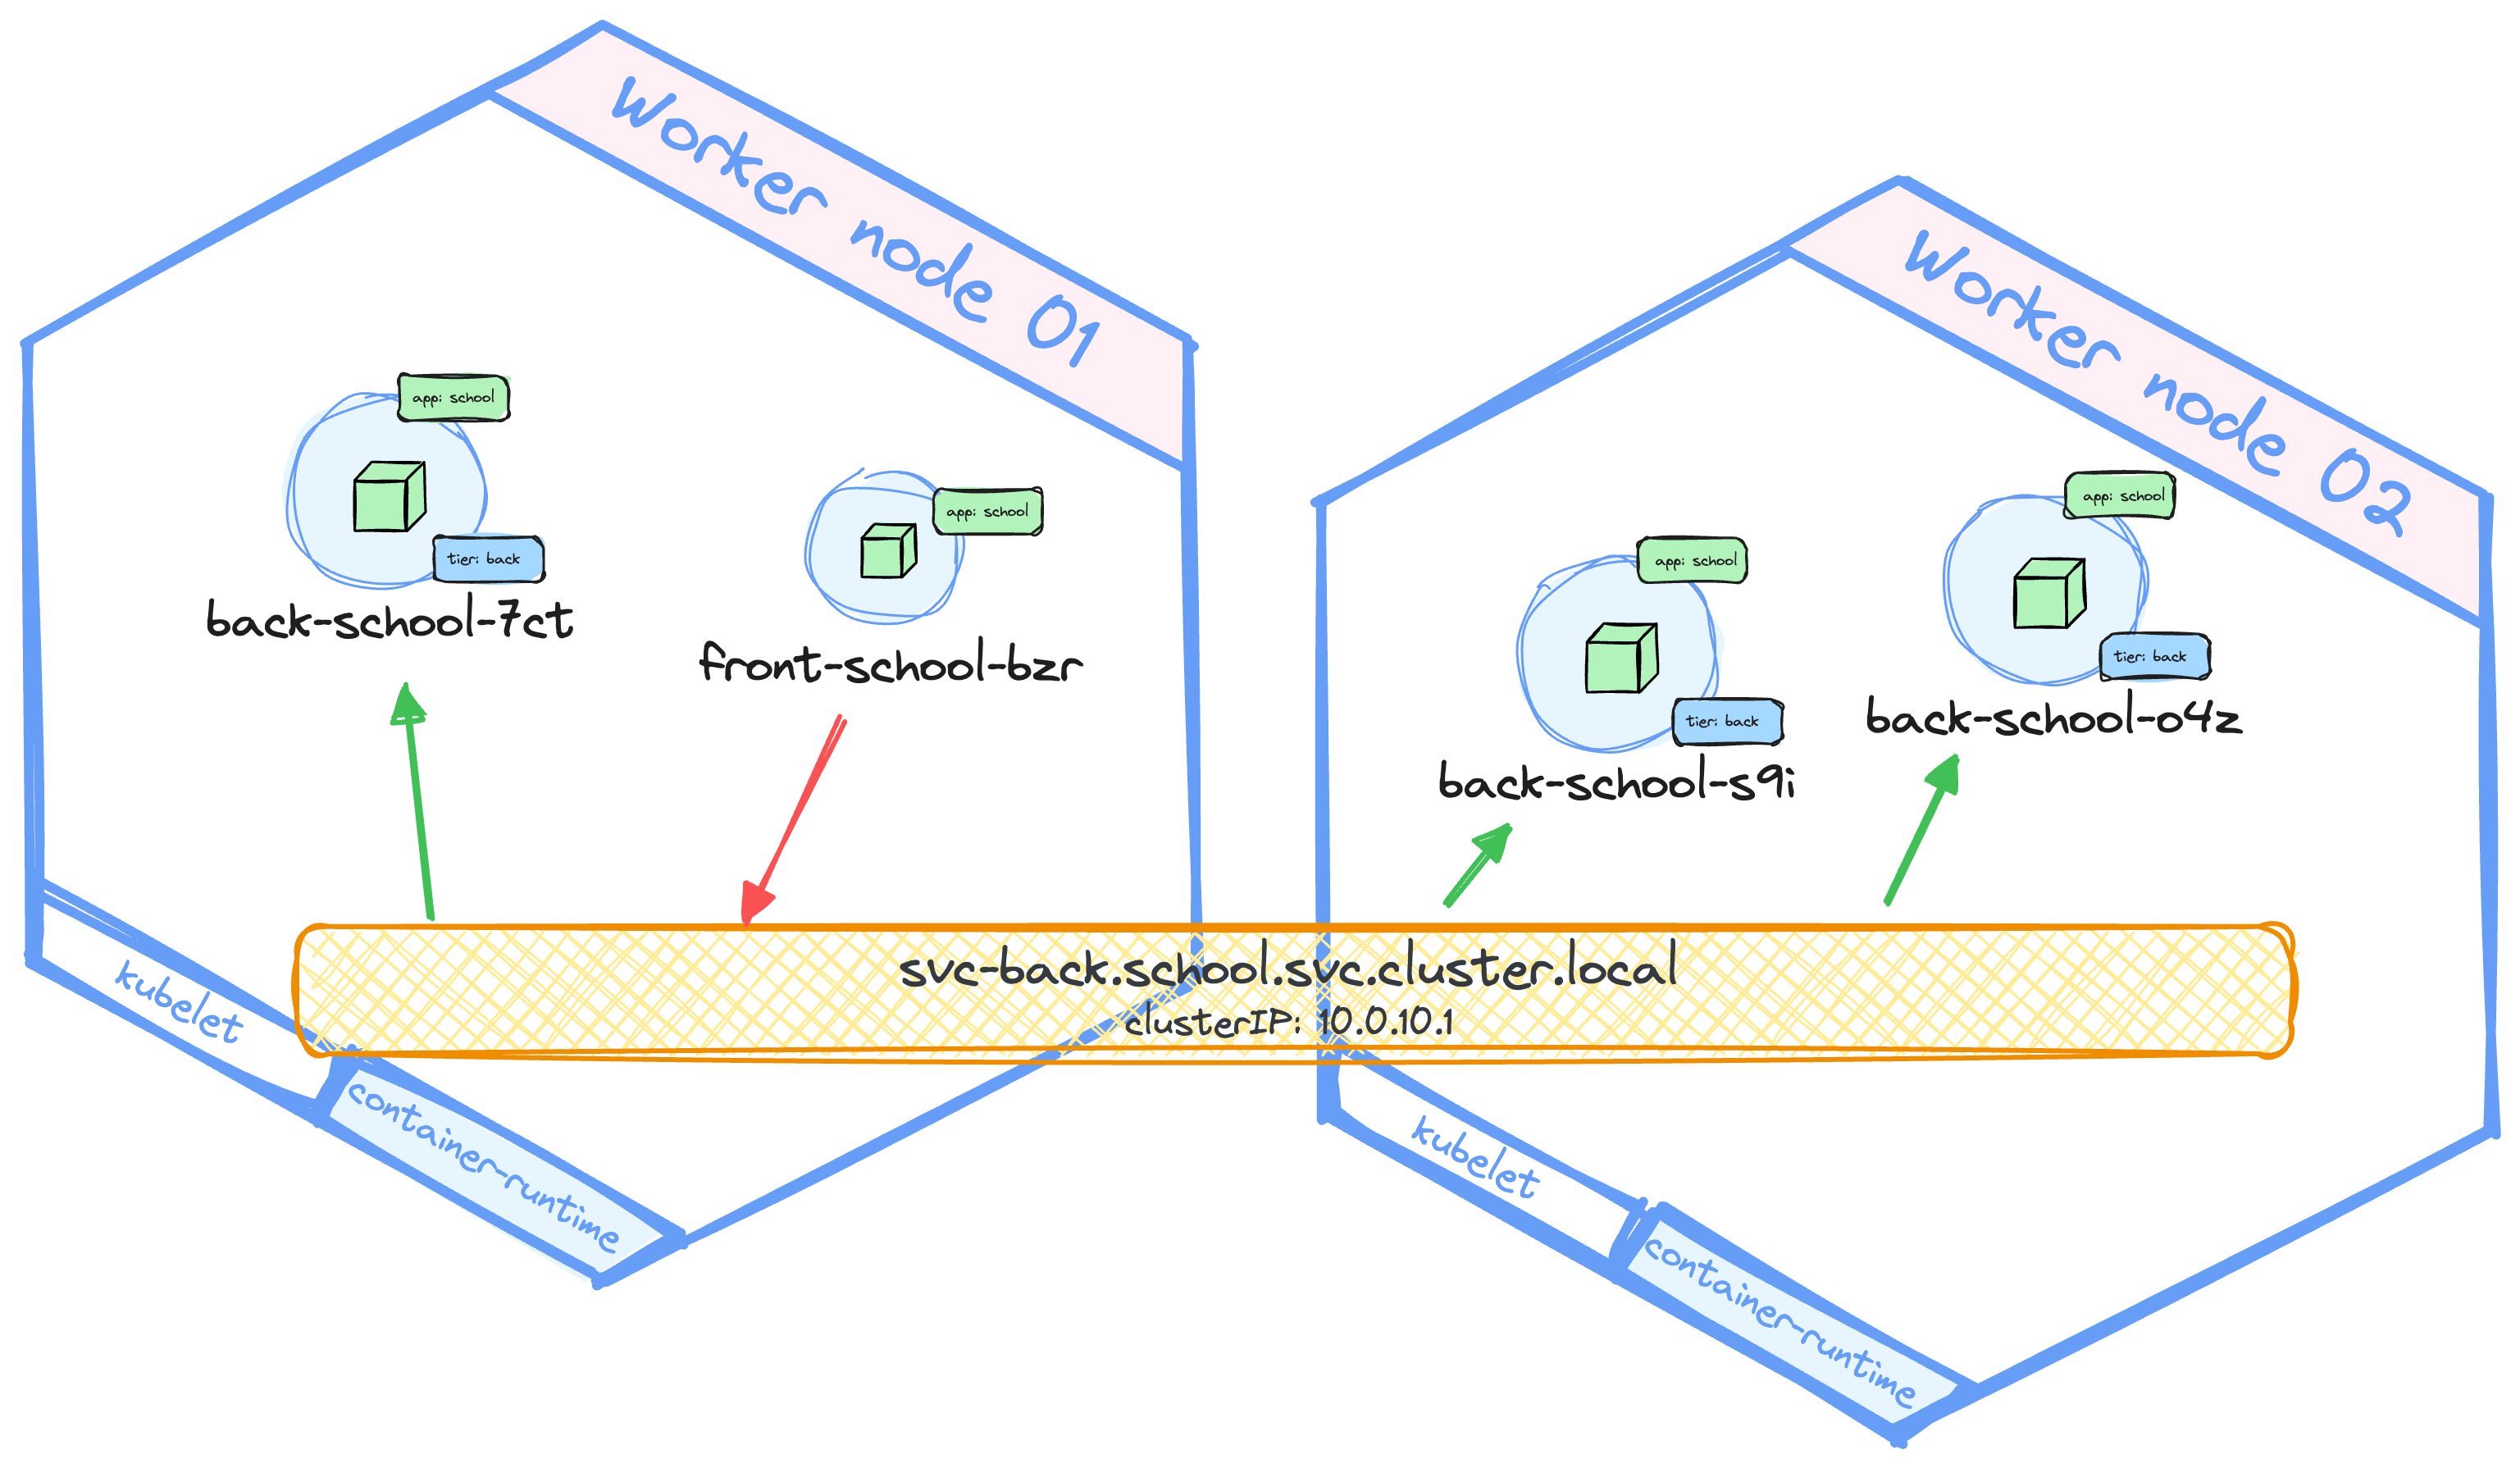 Worker node 01
app: school
tier: back
back-school-7ct
app: school
front-school-bzr
Worker node 02
app: school
tier: back
back-school-s9i
app: school
tier: back
back-school-o4z
svc-back.school.svc.cluster.local
clusterIP: 10.0.10.1
kubelet
container-runtime
kubelet
container-runtime